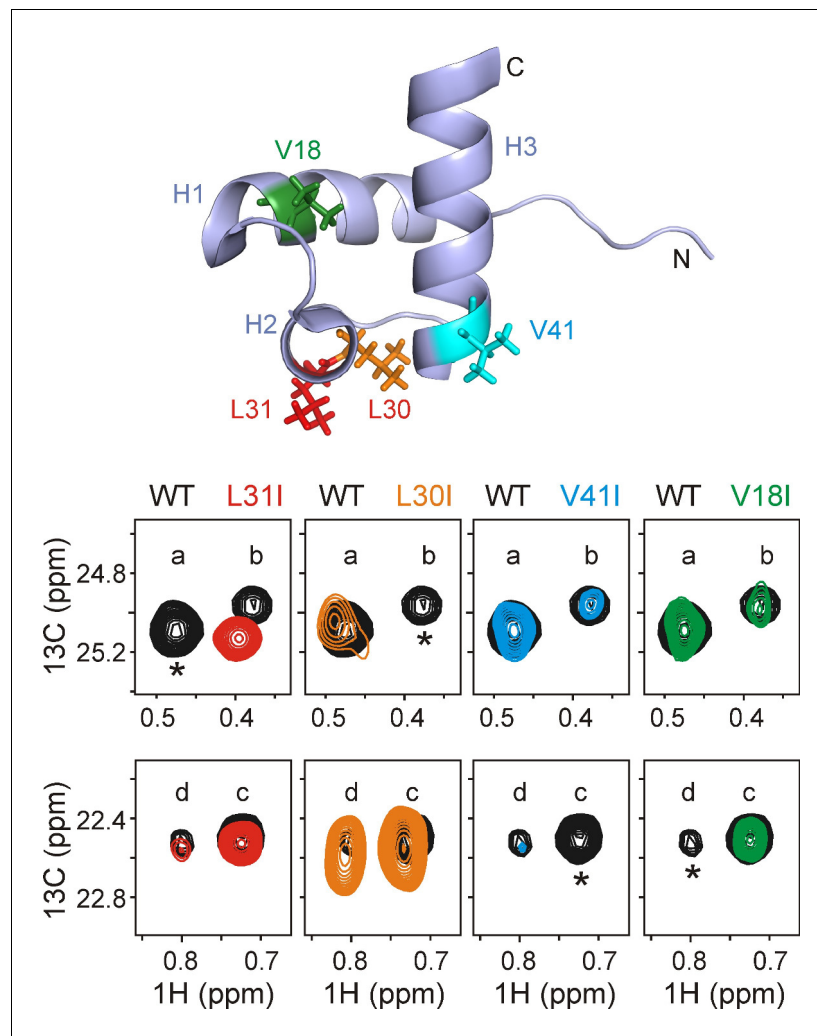 C
H3
V18
H1
N
H2
V41
L31
L30
WT L31I WT L30I WT V41I WT V18I
a b a b a b a b
13C (ppm)
24.8
25.2
* *
0.5 0.4 0.5 0.4 0.5 0.4 0.5 0.4
d c d c d c d c
13C (ppm)
22.4
22.8
* *
0.8 0.7 0.8 0.7 0.8 0.7 0.8 0.7
1H (ppm) 1H (ppm) 1H (ppm) 1H (ppm)